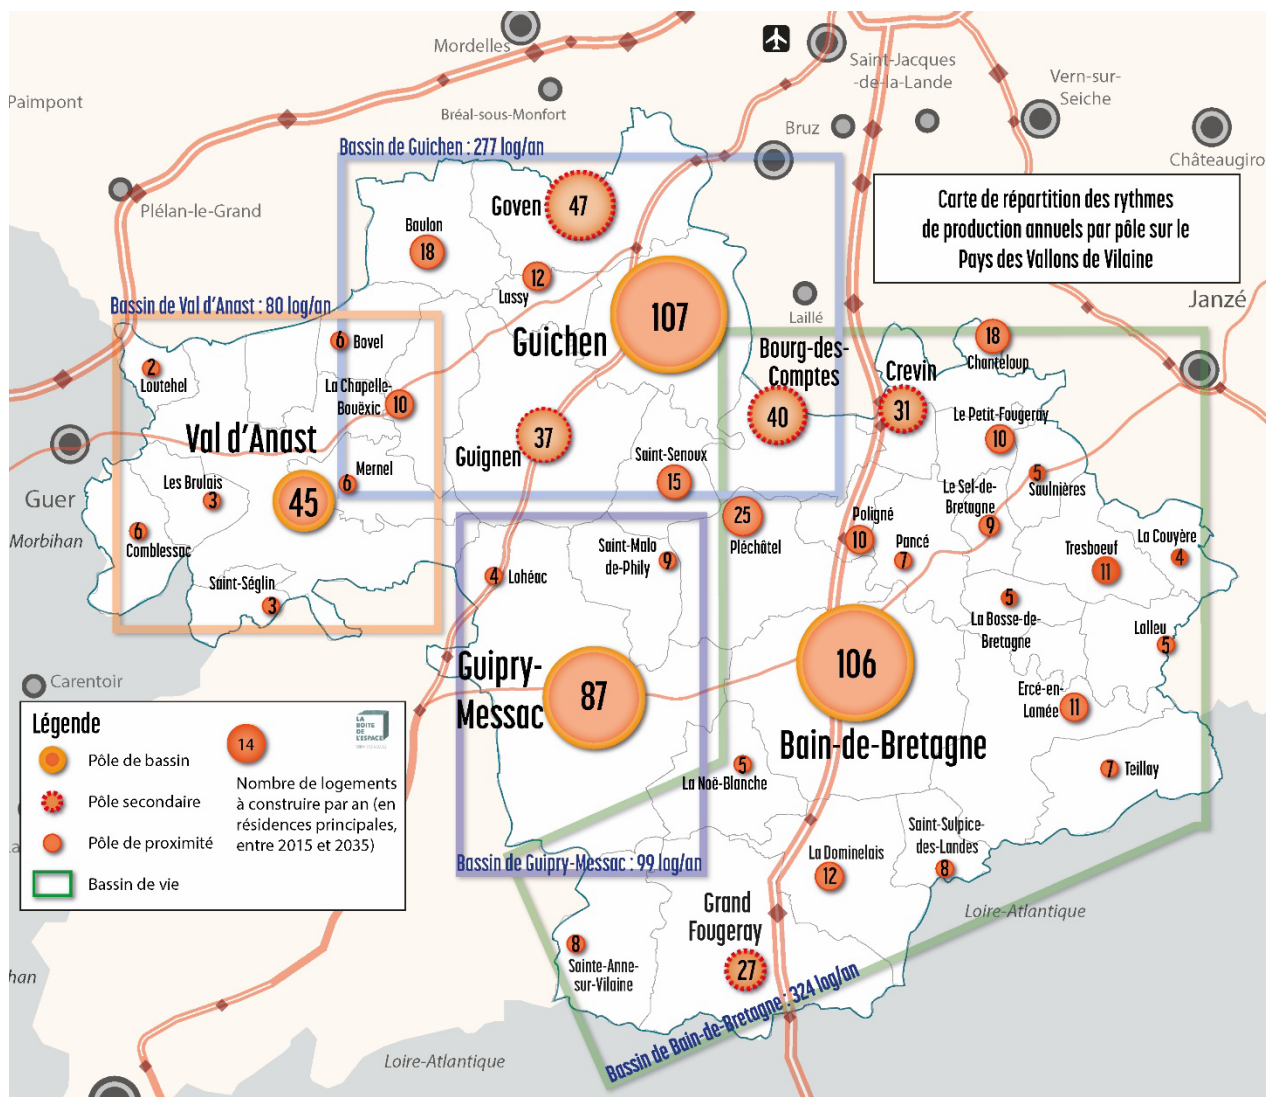 Mordelles
Saint-Jacques
-de-la-Lande
Vern-sur-
Seiche
Paimpont
Bréal-sous-Monfort
Bruz
Châteaugiro
Bassin de Guichen : 277 log/an
Plélan-le-Grand
Goven
47
Carte de répartition des rythmes
de production annuels par pôle sur le
Pays des Vallons de Vilaine
Baulon
18
12
Lassy
Bassin de Val d'Anast : 80 log/an
Laillé
Janzé
107
Guichen
6
Bovel
2
Loutehel
La Chapelle-
Bouëxic
10
Bourg-des-
Comptes
40
Crevin
31
18
Chanteloup
Le Petit-Fougeray
10
Val d'Anast
45
Guignen
37
Saint-Senoux
15
Guer
Morbihan
Les Brulais
3
Mernel
6
6
Comblessac
Saint-Séglin
3
5
Saulnières
Le Sel-de-
Bretagne
9
25
Pléchâtel
Poligné
10
Pancé
7
Tresboeuf
11
La Couyère
4
4
Lohéac
Saint-Malo
de-Phily
9
5
La Bosse-de-
Bretagne
Lalleu
5
Guipry-
Messac
87
106
Bain-de-Bretagne
Ercé-en-
Lamée
11
Carentoir
7
Teillay
5
La Noë-Blanche
Légende
Pôle de bassin
Pôle secondaire
Pôle de proximité
Bassin de vie
14
Nombre de logements
à construire par an (en
résidences principales,
entre 2015 et 2035)
LA
BOITE
DE
L'ESPACE
Bassin de Guipry-Messac : 99 log/an
La Dominelais
12
Saint-Sulpice-
des-Landes
8
Grand
Fougeray
27
Loire-Atlantique
8
Sainte-Anne-
sur-Vilaine
Bassin de Bain-de-Bretagne : 324 log/an
han
Loire-Atlantique